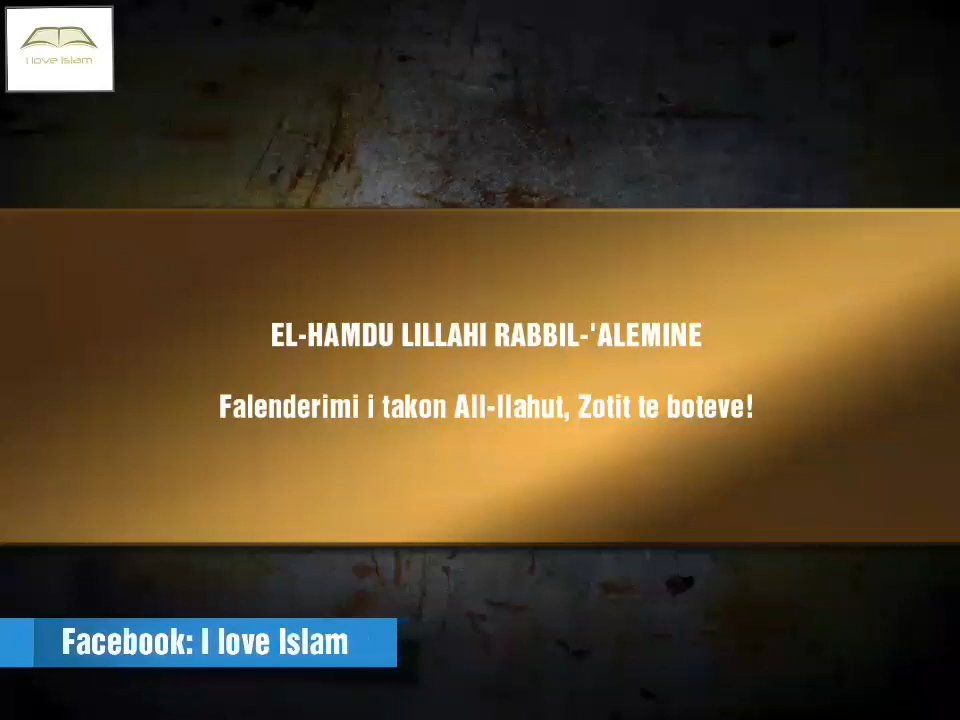 I love Islam
EL-HAMDU LILLAHI RABBIL-'ALEMINE
Falenderimi i takon All-llahut, Zotit te boteve!
Facebook: I love Islam